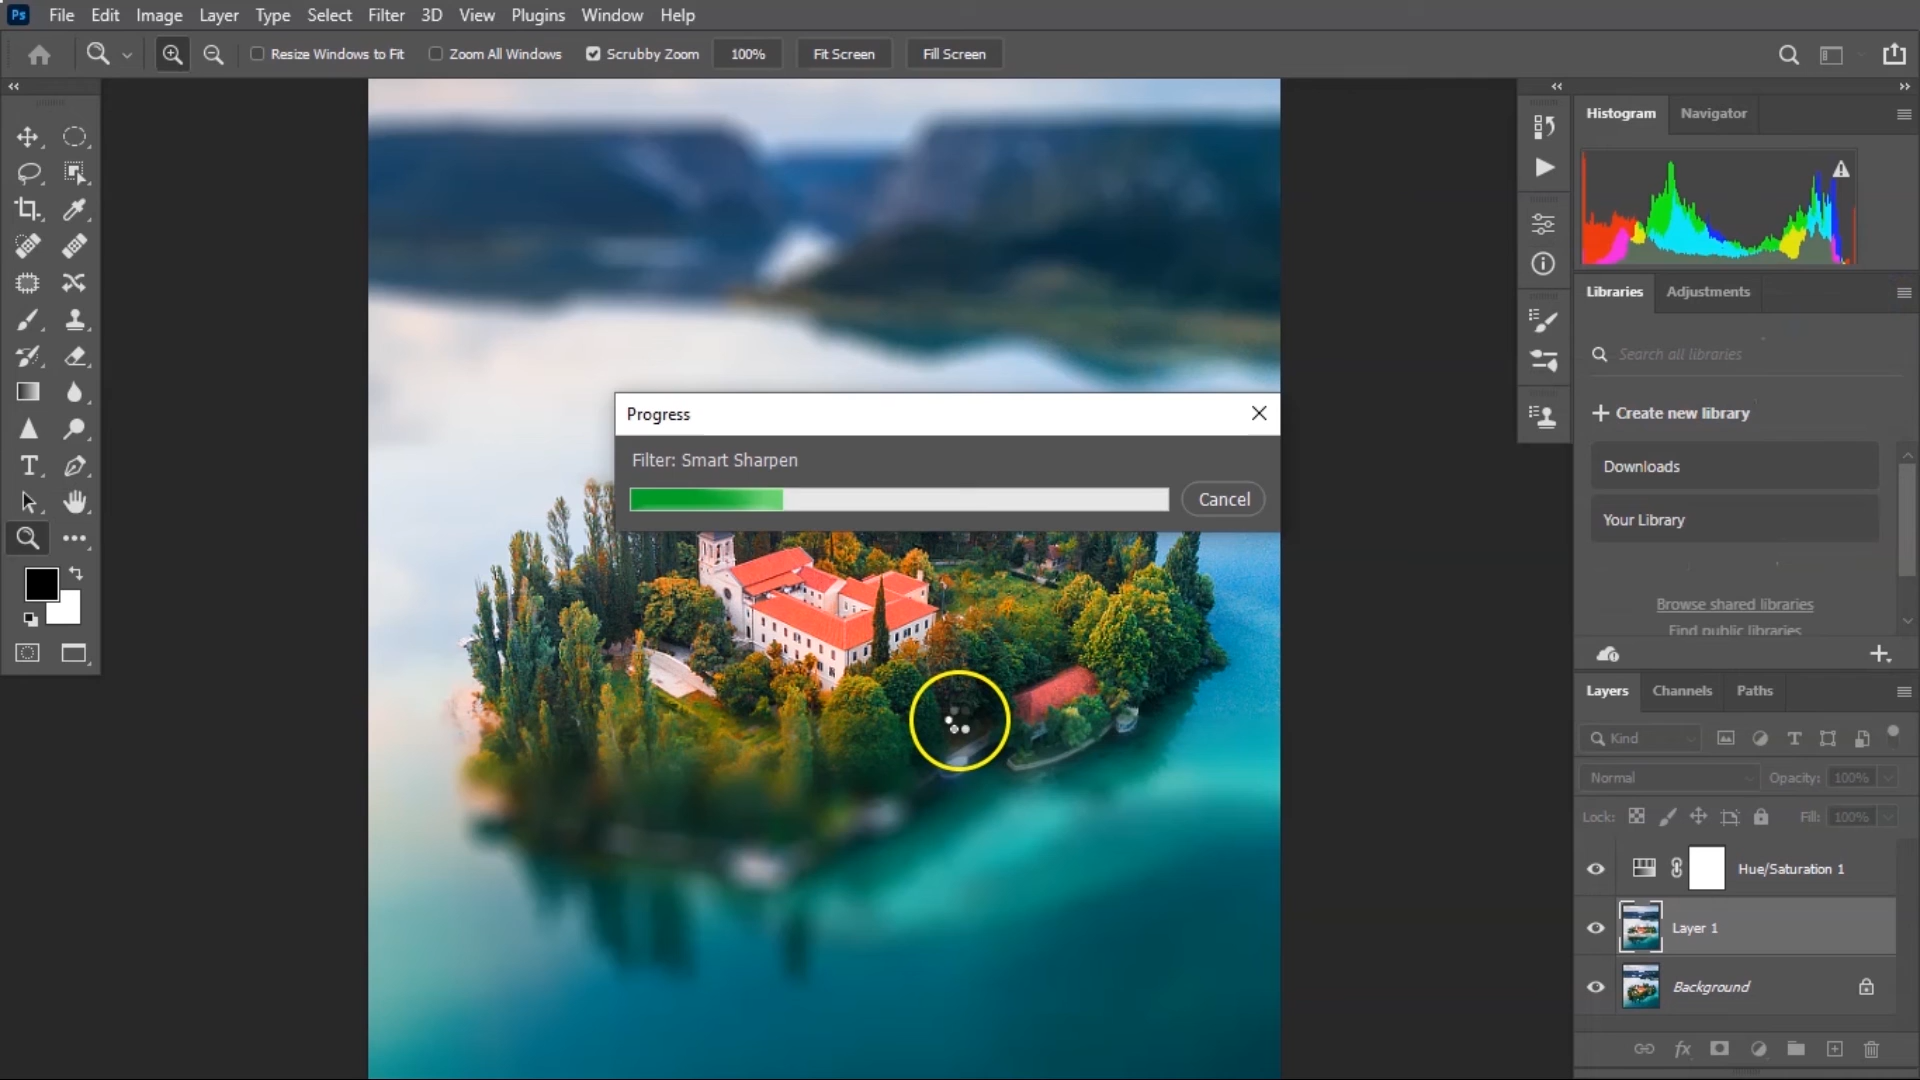 Ps File Edit Image Layer Type Select Filter 3D View Plugins Window Help
Resize Windows to Fit Zoom All Windows Scrubby Zoom 100% Fit Screen Fill Screen
Histogram Navigator
Libraries Adjustments
Search all libraries
Create new library
Downloads
Your Library
Browse shared libraries
Find public libraries
Progress
Filter: Smart Sharpen
Cancel
Layers Channels Paths
Kind
Normal Opacity: 100%
Lock: Fill: 100%
Hue/Saturation 1
Layer 1
Background
fx